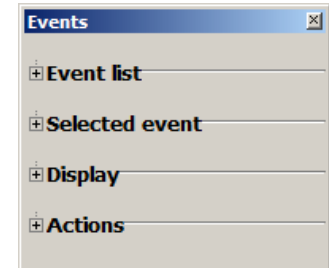 Events
Event list
Selected event
Display
Actions